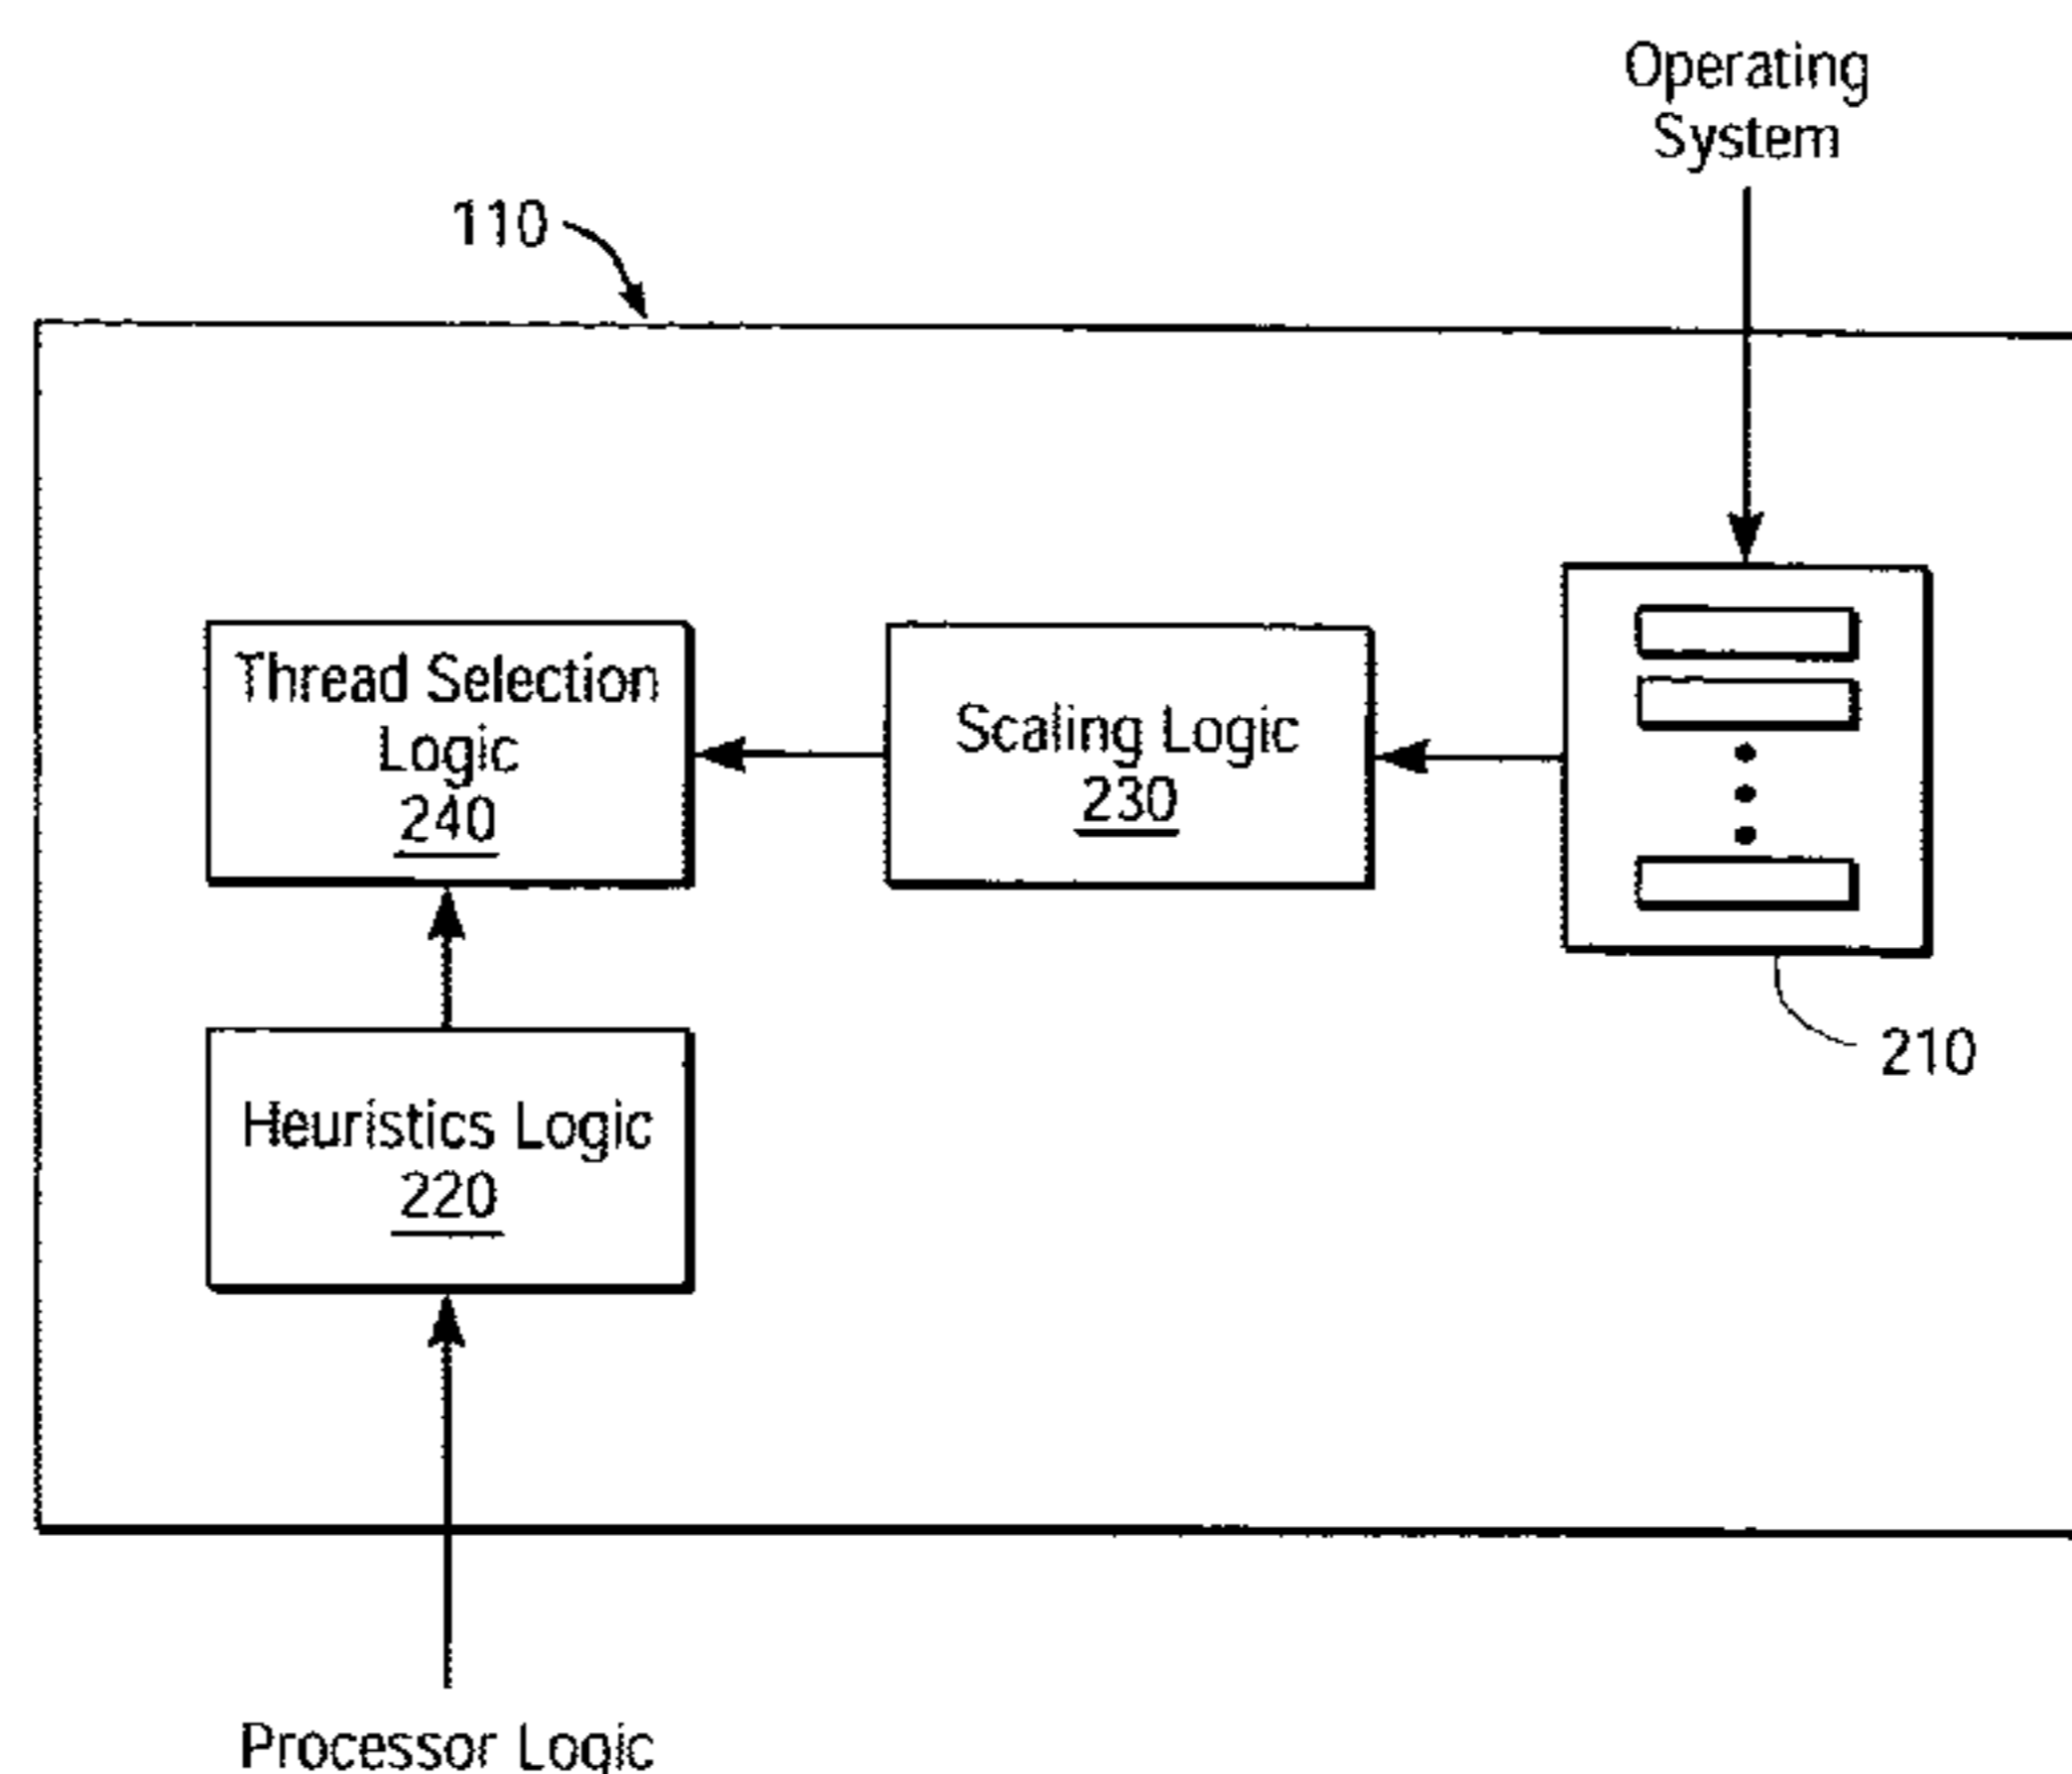 Operating
System
110
Thread Selection
Logic
240
Scaling Logic
230
210
Heuristics Logic
220
Processor Logic